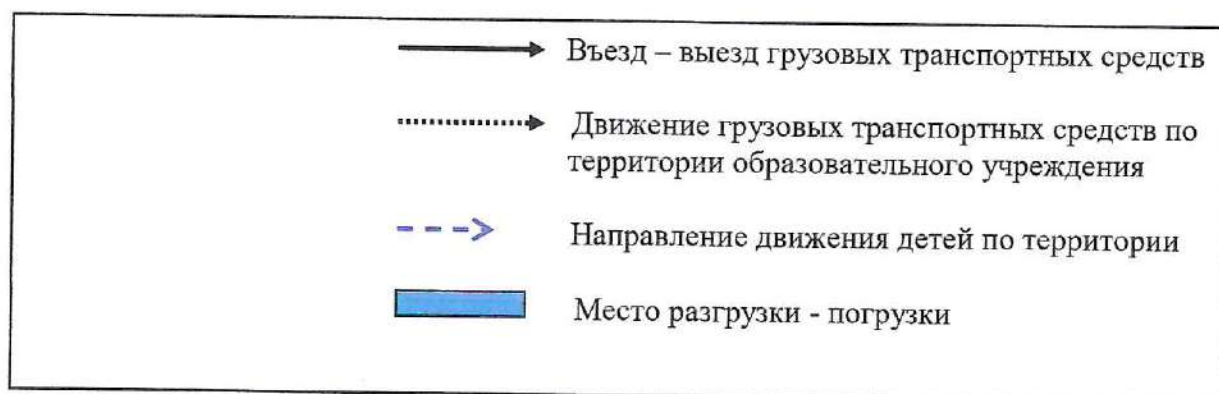 Въезд – выезд грузовых транспортных средств
Движение грузовых транспортных средств по
территории образовательного учреждения
Направление движения детей по территории
Место разгрузки - погрузки